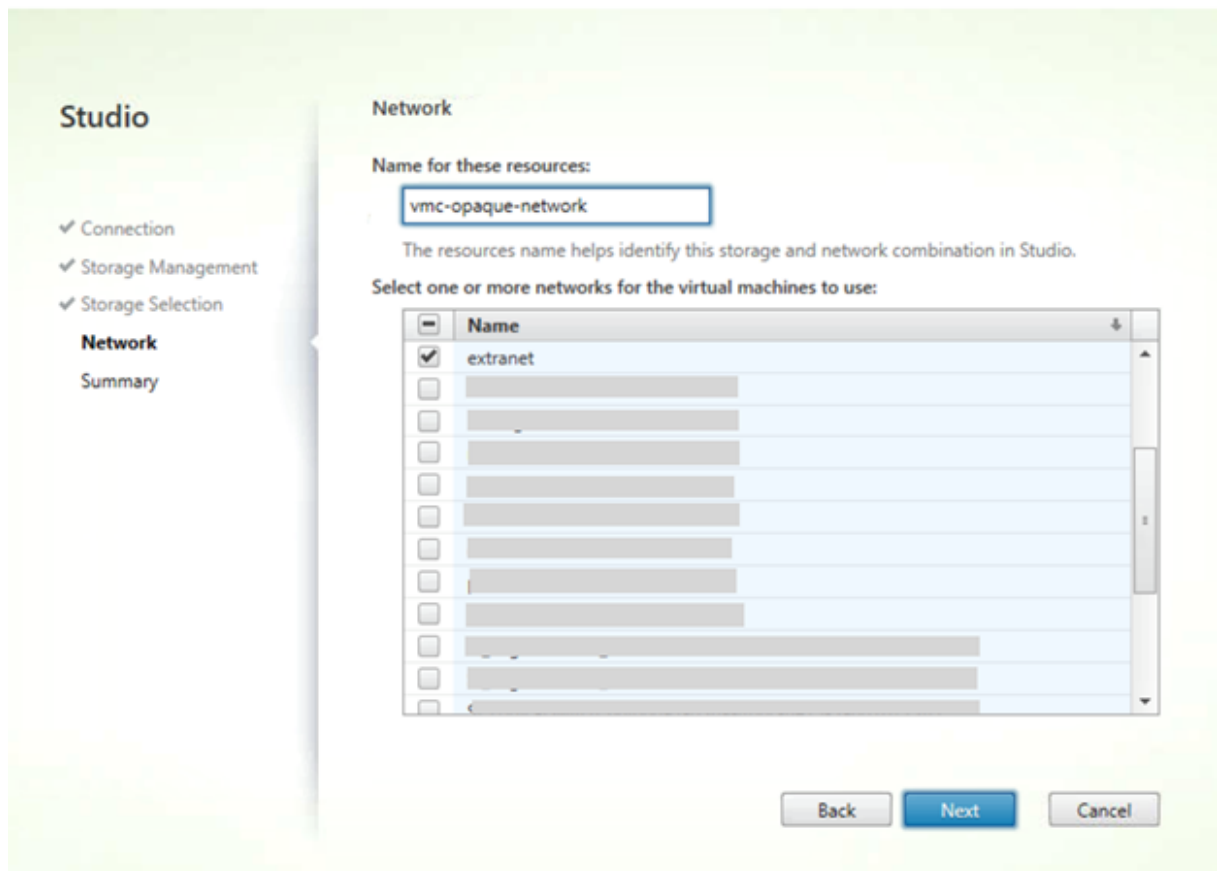 Studio
Connection
Storage Management
Storage Selection
Network
Summary
Network
Name for these resources:
vmc-opaque-network
The resources name helps identify this storage and network combination in Studio.
Select one or more networks for the virtual machines to use:
Name
extranet
Back
Next
Cancel